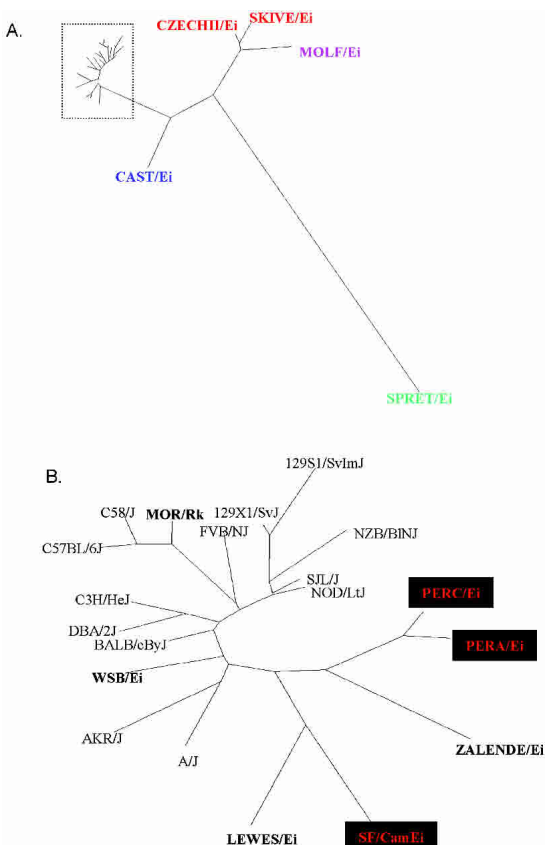 A.
SKIVE/Ei
CZECHII/Ei
MOLF/Ei
CAST/Ei
SPRET/Ei
B.
129S1/SvImJ
C58/J
MOR/Rk
129X1/SvJ
FVB/NJ
NZB/BlNJ
C57BL/6J
SJL/J
NOD/LtJ
C3H/HeJ
PERC/Ei
DBA/2J
BALB/cByJ
PERA/Ei
WSB/Ei
AKR/J
ZALENDE/Ei
A/J
LEWES/Ei
SF/CamEi